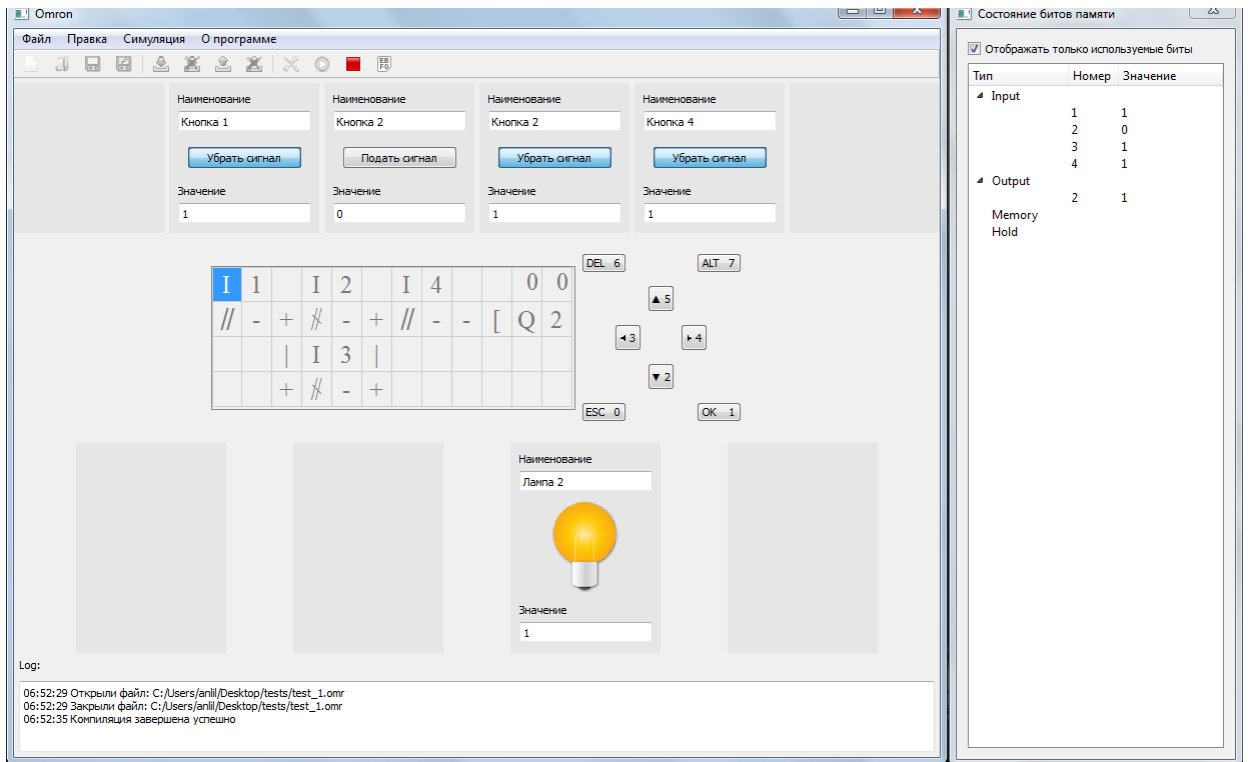 Omron
Файл Правка Симуляция О программе
EB
F0
Наименование Наименование Наименование Наименование
Кнопка 1 Кнопка 2 Кнопка 2 Кнопка 4
Убрать сигнал Подать сигнал Убрать сигнал Убрать сигнал
Значение Значение Значение Значение
1 0 1 1
DEL 6 ALT 7
I 1 I 2 I 4 0 0
▲ 5
// - + // - + // - - [ Q 2
◄ 3 ► 4
| I 3 |
▼ 2
+ // - +
ESC 0 OK 1
Наименование
Лампа 2
Значение
1
Log:
06:52:29 Открыли файл: C:/Users/anlil/Desktop/tests/test_1.omr
06:52:29 Закрыли файл: C:/Users/anlil/Desktop/tests/test_1.omr
06:52:35 Компиляция завершена успешно
Состояние битов памяти
Отображать только используемые биты
Тип Номер Значение
Input
1 1
2 0
3 1
4 1
Output
2 1
Memory
Hold